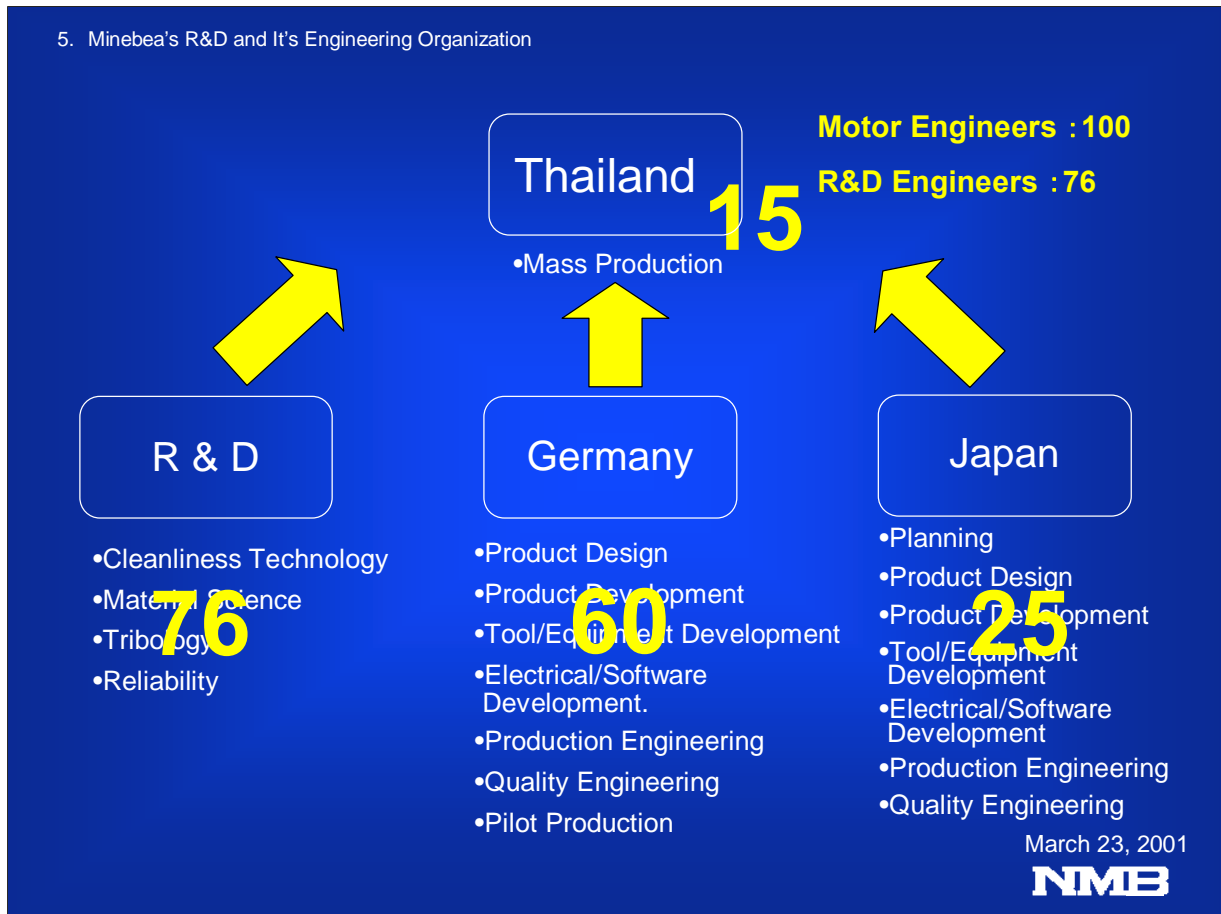 5. Minebea's R&D and It's Engineering Organization
Motor Engineers : 100
R&D Engineers : 76
Thailand
15
•Mass Production
R & D
•Cleanliness Technology
•Material Science
•Tribology
•Reliability
76
Germany
•Product Design
•Product Development
•Tool/Equipment Development
•Electrical/Software
Development.
•Production Engineering
•Quality Engineering
•Pilot Production
60
Japan
•Planning
•Product Design
•Product Development
•Tool/Equipment
Development
•Electrical/Software
Development
•Production Engineering
•Quality Engineering
25
March 23, 2001
NMB